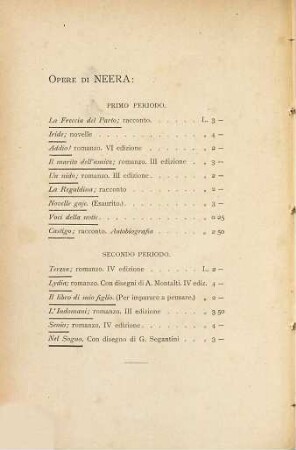 OPERE DI NEERA:
PRIMO PERIODO.
La Freccia del Parto; racconto. . . . . . L. 3 —
Iride; novelle . . . . . . . . . . . . „ 4 —
Addio! romanzo. VI edizione . . . . . . „ 2 —
Il marito dell'amica; romanzo. III edizione . „ 3 —
Un nido; romanzo. III edizione . . . . . „ 2 —
La Regaldina; racconto . . . . . . . „ 2 —
Novelle gaje. (Esaurito.) . . . . . . . „ 3 —
Voci della notte . . . . . . . . . . „ 0 25
Castigo; racconto. Autobiografia . . . . „ 2 50
SECONDO PERIODO.
Teresa; romanzo. IV edizione . . . . L. 2 —
Lydia; romanzo. Con disegni di A. Montalti. IV ediz. „ 4 —
Il libro di mio figlio. (Per imparare a pensare.) „ 2 —
L'Indomani; romanzo. III edizione . . . . „ 3 50
Senio; romanzo. IV edizione . . . . . „ 4 —
Nel Sogno. Con disegno di G. Segantini . . „ 3 —